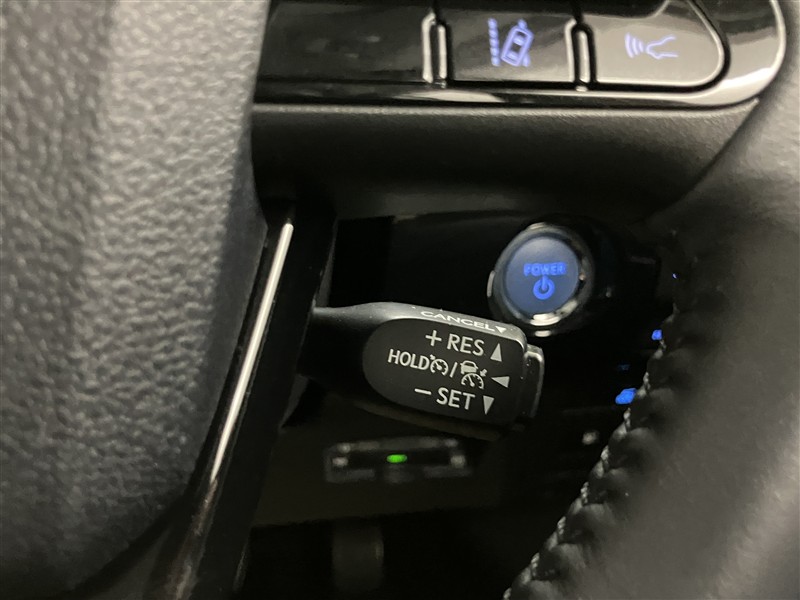 POWER
CANCEL▼
+RES▲
HOLD / ◀
−SET▼